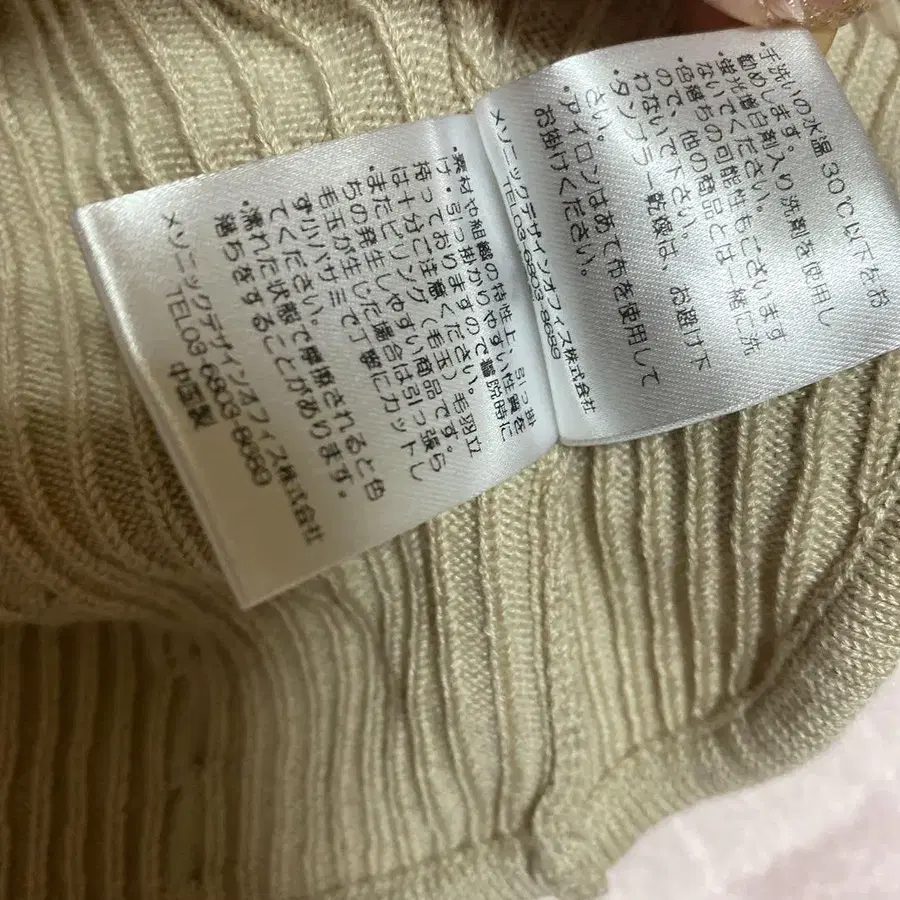 ・手洗いの水温30℃以下をお
勧めします。
・蛍光増白剤入り洗剤を使用し
ないでください。
・色落ちの可能性もございます
ので、他の商品とは一緒に洗
わないで下さい。
・タンブラー乾燥は、お避け下
さい。
・アイロンはあて布を使用して
お掛けください。
メソニックデザインオフィス株式会社
TEL03-6803-8689
・素材や組織の特性上、引っ掛
け・引っ掛かりやすい性質を
持っておりますので着脱時に
は十分ご注意ください。毛羽立
またピリング(毛玉)
ちの発生しやすい商品です。
毛玉が生じた場合は引っ張ら
ず小バサミで丁寧にカットし
てください。
・濡れた状態で摩擦されると色
落ちをすることがあります。
メソニックデザインオフィス株式会社
TEL03-6803-8689
中国製